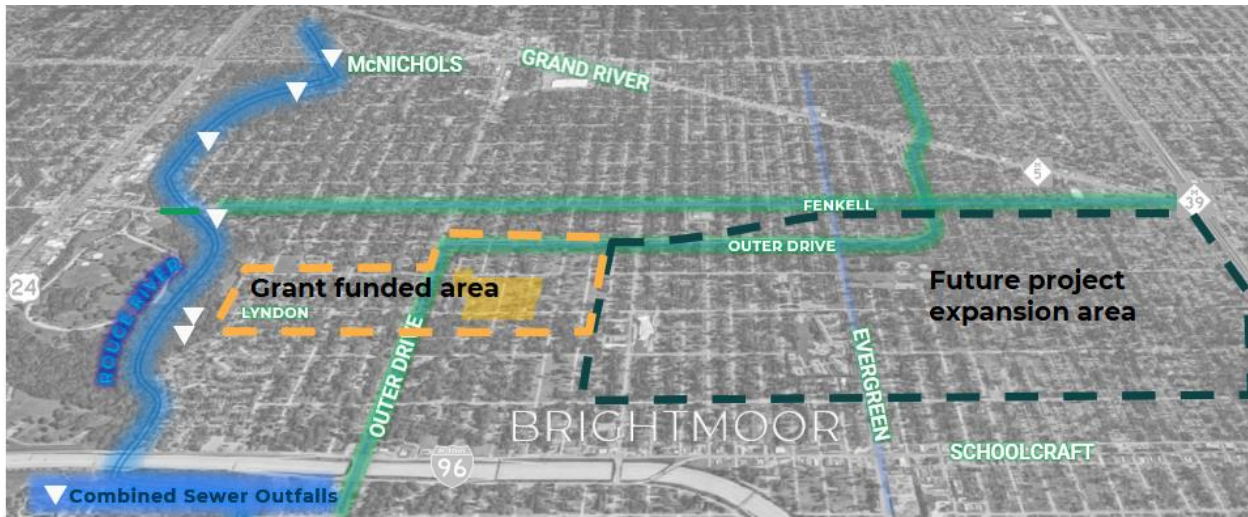 McNICHOLS
GRAND RIVER
M
5
FENKELL
M
39
OUTER DRIVE
24
ROUGE RIVER
Grant funded area
LYNDON
Future project
expansion area
OUTER DRIVE
EVERGREEN
BRIGHTMOOR
SCHOOLCRAFT
96
Combined Sewer Outfalls